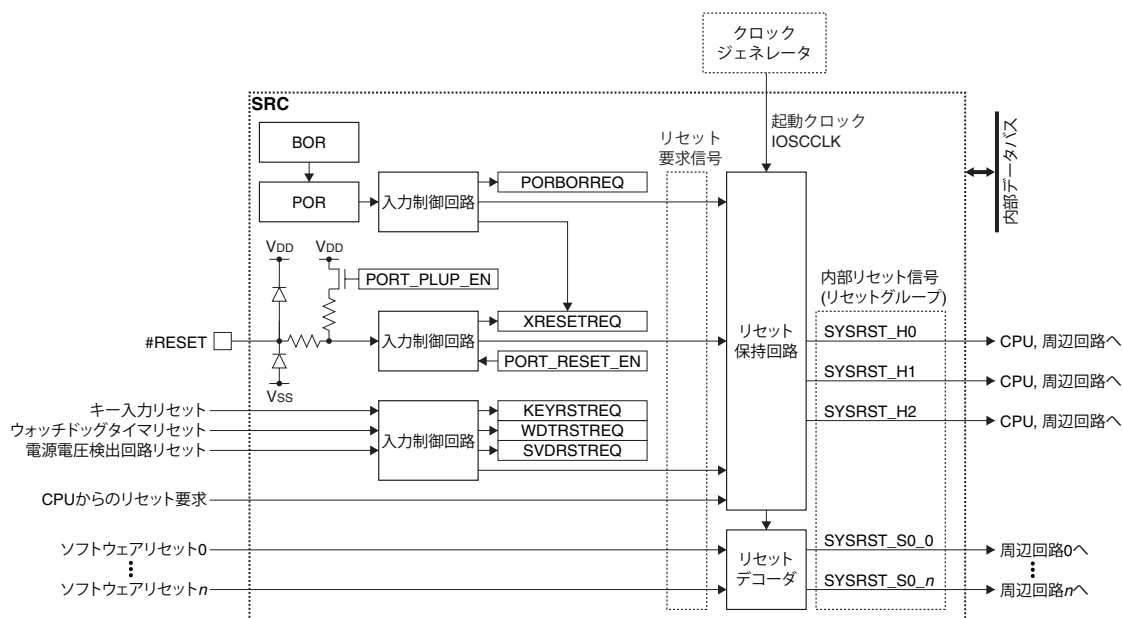 クロック
ジェネレータ
SRC
起動クロック
IOSCCLK
リセット
要求信号
BOR
POR
入力制御回路
PORBORREQ
内部データバス
VDD
VDD
PORT_PLUP_EN
内部リセット信号
(リセットグループ)
#RESET
入力制御回路
XRESETREQ
PORT_RESET_EN
リセット
保持回路
SYSRST_H0
CPU, 周辺回路へ
SYSRST_H1
CPU, 周辺回路へ
SYSRST_H2
CPU, 周辺回路へ
VSS
キー入力リセット
ウォッチドッグタイマリセット
電源電圧検出回路リセット
入力制御回路
KEYRSTREQ
WDTRSTREQ
SVDRSTREQ
CPUからのリセット要求
ソフトウェアリセット0
ソフトウェアリセットn
リセット
デコーダ
SYSRST_S0_0
周辺回路0へ
SYSRST_S0_n
周辺回路nへ